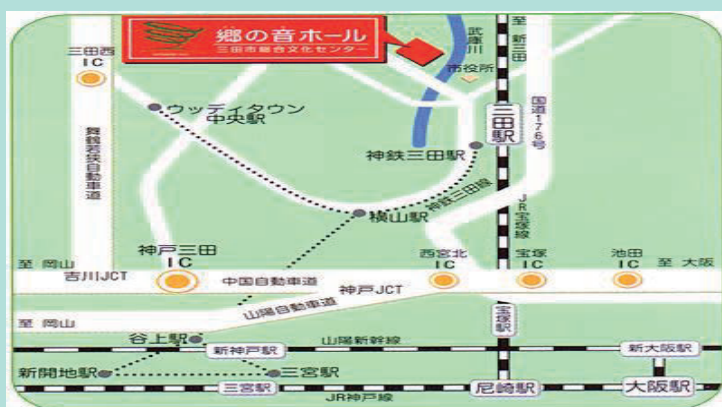 郷の音ホール
三田市総合文化センター
三田西
IC
武庫川
至 新三田
市役所
国道176号
三田駅
ウッディタウン
中央駅
舞鶴若狭自動車道
神鉄三田駅
神鉄三田線
JR宝塚線
横山駅
神戸三田
IC
西宮北
IC
宝塚
IC
池田
IC
至 岡山
至 大阪
吉川JCT
中国自動車道
神戸JCT
山陽自動車道
至 岡山
宝塚駅
谷上駅
新神戸駅
山陽新幹線
新大阪駅
新開地駅
三宮駅
三宮駅
JR神戸線
尼崎駅
大阪駅